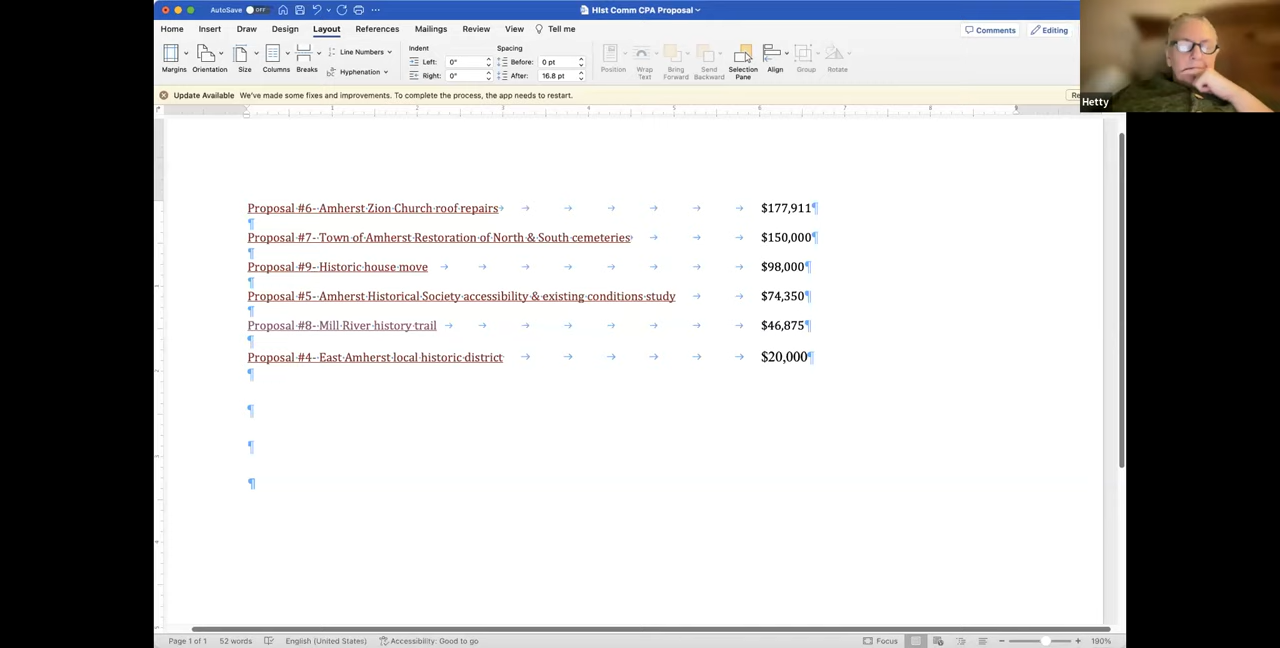 AutoSave OFF
HIst Comm CPA Proposal
Home Insert Draw Design Layout References Mailings Review View Tell me
Comments Editing
Margins Orientation Size Columns Breaks
Line Numbers
Hyphenation
Indent
Left: 0"
Right: 0"
Spacing
Before: 0 pt
After: 16.8 pt
Position Wrap Text Bring Forward Send Backward Selection Pane Align Group Rotate
Update Available We've made some fixes and improvements. To complete the process, the app needs to restart.
Hetty
Proposal #6- Amherst Zion Church roof repairs $177,911
Proposal #7- Town of Amherst Restoration of North & South cemeteries $150,000
Proposal #9- Historic house move $98,000
Proposal #5- Amherst Historical Society accessibility & existing conditions study $74,350
Proposal #8- Mill River history trail $46,875
Proposal #4- East Amherst local historic district $20,000
Page 1 of 1 52 words English (United States) Accessibility: Good to go Focus 190%